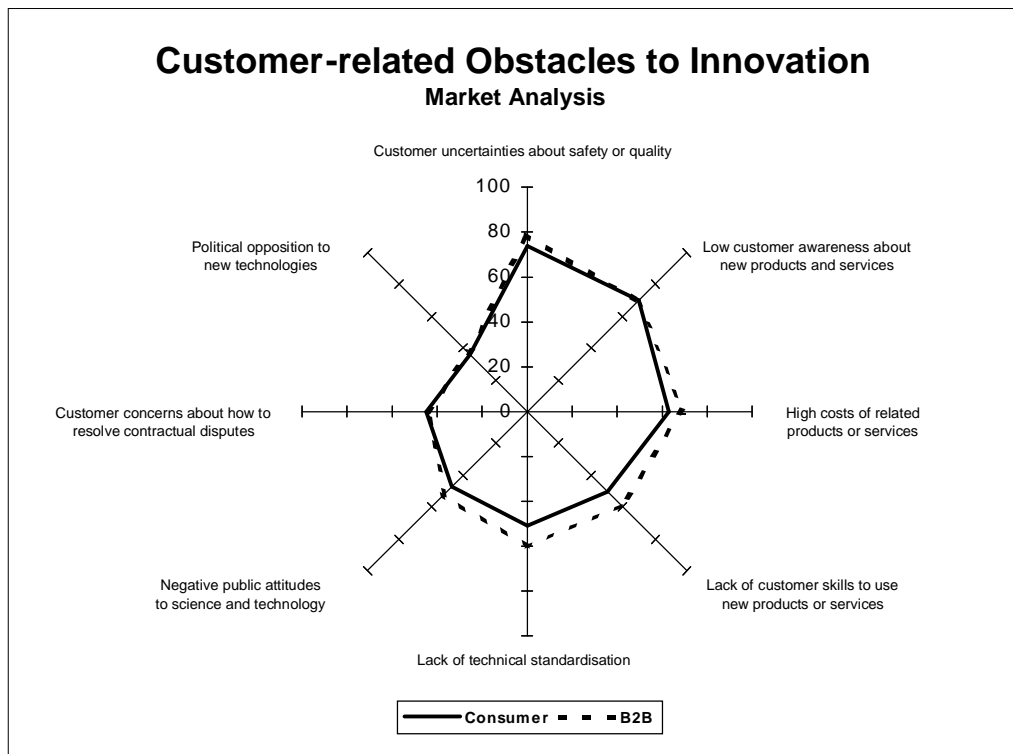 Customer-related Obstacles to Innovation
Market Analysis
Customer uncertainties about safety or quality
100
80
60
40
20
0
Political opposition to
new technologies
Low customer awareness about
new products and services
Customer concerns about how to
resolve contractual disputes
High costs of related
products or services
Negative public attitudes
to science and technology
Lack of customer skills to use
new products or services
Lack of technical standardisation
Consumer B2B